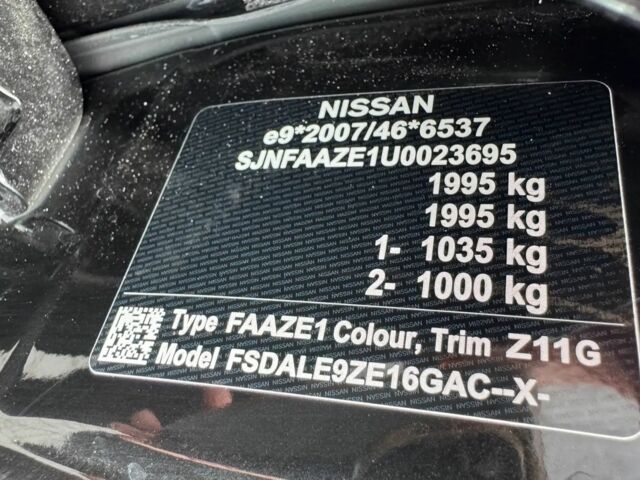 NISSAN
e9*2007/46*6537
SJNFAAZE1U0023695
1995 kg
1995 kg
1- 1035 kg
2- 1000 kg
Type FAAZE1 Colour, Trim Z11G
Model FSDALE9ZE16GAC--X-